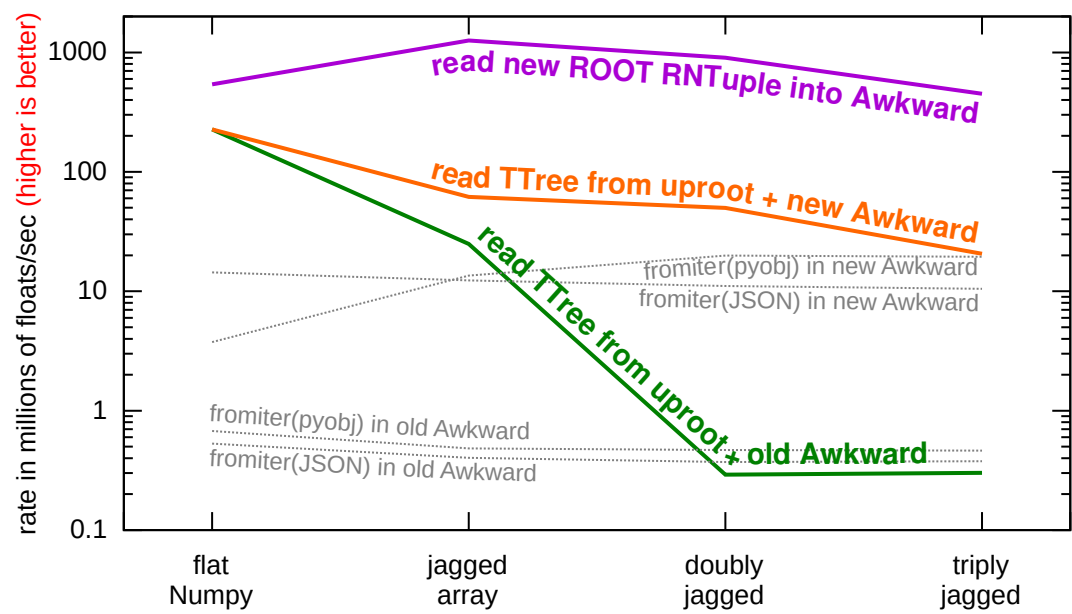 rate in millions of floats/sec (higher is better)
1000
100
10
1
0.1
read new ROOT RNTuple into Awkward
read TTree from uproot + new Awkward
read TTree from uproot + old Awkward
fromiter(pyobj) in new Awkward
fromiter(JSON) in new Awkward
fromiter(pyobj) in old Awkward
fromiter(JSON) in old Awkward
flat
Numpy
jagged
array
doubly
jagged
triply
jagged